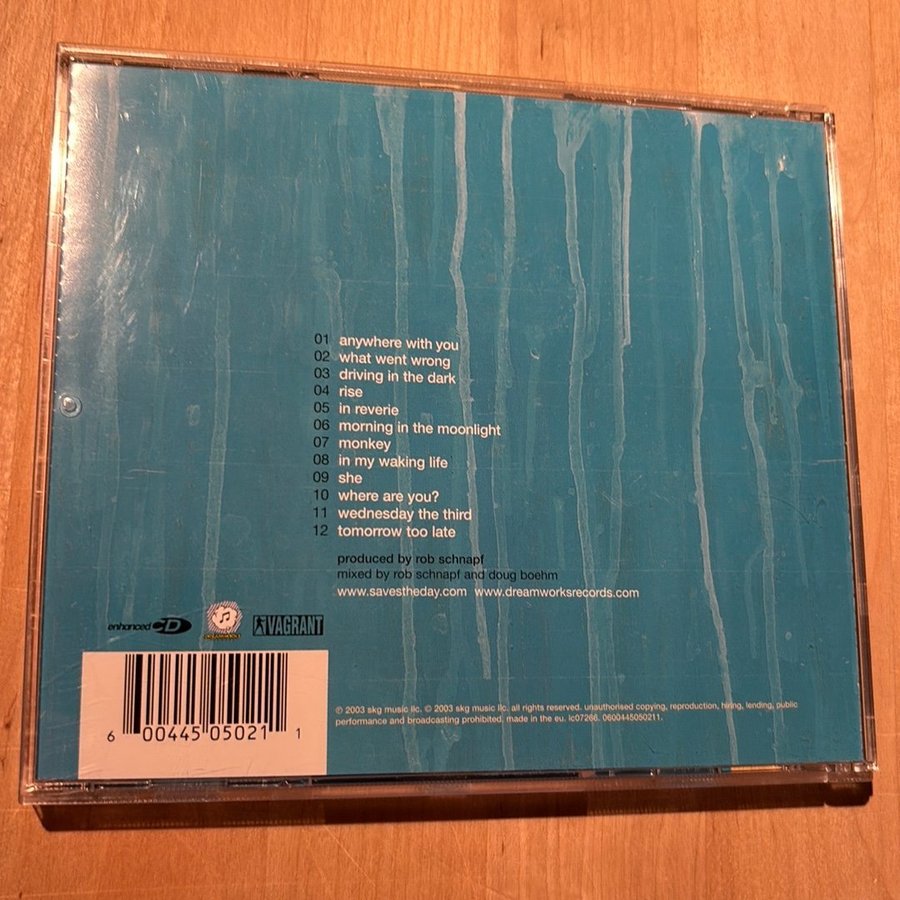 01 anywhere with you
02 what went wrong
03 driving in the dark
04 rise
05 in reverie
06 morning in the moonlight
07 monkey
08 in my waking life
09 she
10 where are you?
11 wednesday the third
12 tomorrow too late
produced by rob schnapf
mixed by rob schnapf and doug boehm
www.savestheday.com www.dreamworksrecords.com
enhanced CD
VAGRANT
6 00445 05021 1
℗ 2003 skg music llc. © 2003 skg music llc. all rights reserved. unauthorised copying, reproduction, hiring, lending, public
performance and broadcasting prohibited. made in the eu. lc07266. 0600445050211.